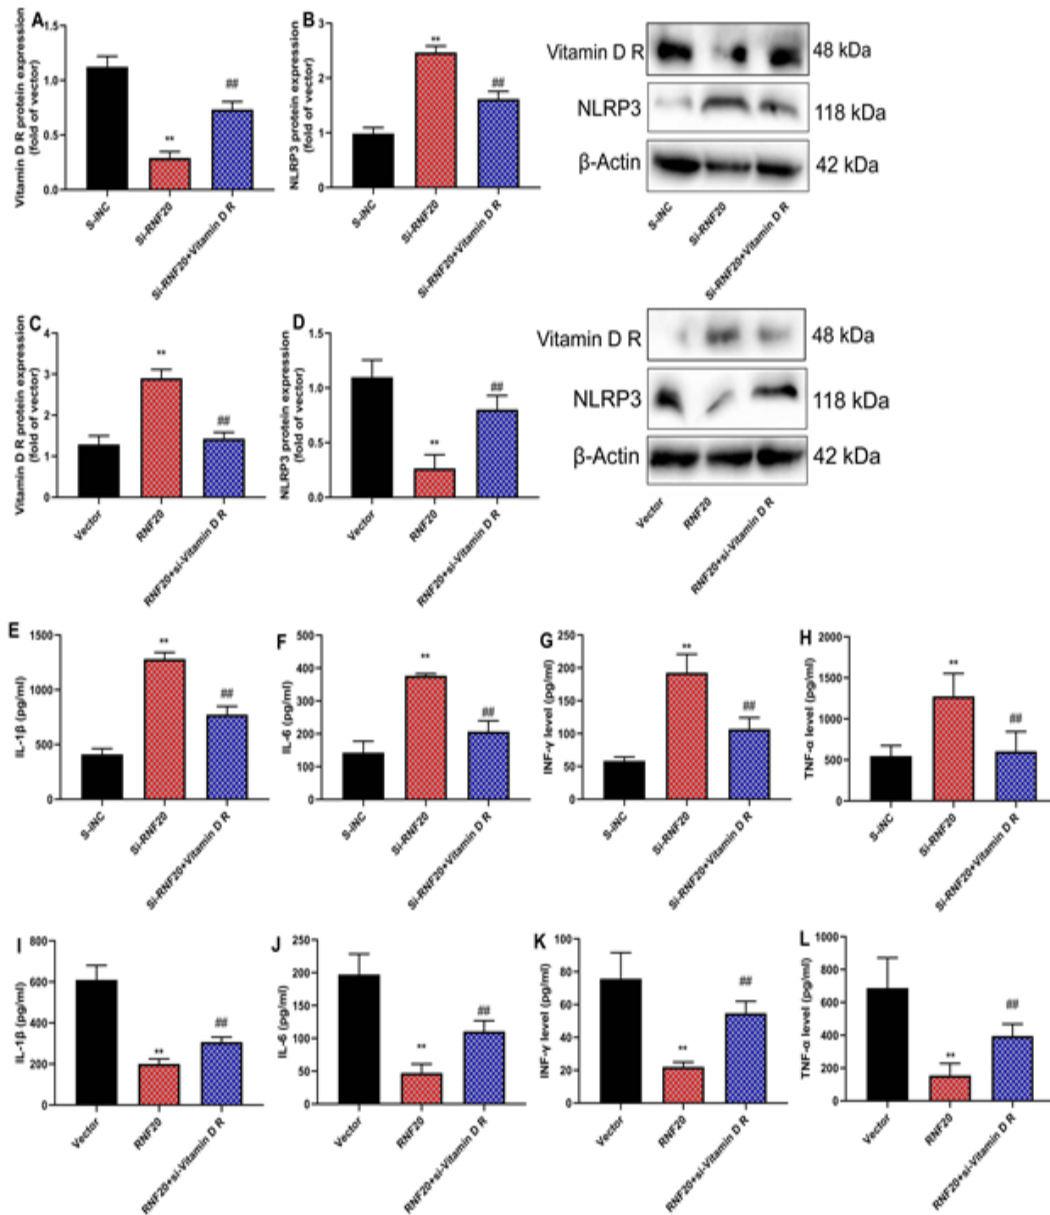 A
Vitamin D R protein expression
(fold of vector)
1.5
1.0
0.5
0.0
**
##
S-iNC
Si-RNF20
Si-RNF20+Vitamin D R
B
NLRP3 protein expression
(fold of vector)
3
2
1
0
**
##
S-iNC
Si-RNF20
Si-RNF20+Vitamin D R
Vitamin D R 48 kDa
NLRP3 118 kDa
β-Actin 42 kDa
S-iNC
Si-RNF20
Si-RNF20+Vitamin D R
C
Vitamin D R protein expression
(fold of vector)
4
3
2
1
0
**
##
Vector
RNF20
RNF20+si-Vitamin D R
D
NLRP3 protein expression
(fold of vector)
1.5
1.0
0.5
0.0
**
##
Vector
RNF20
RNF20+si-Vitamin D R
Vitamin D R 48 kDa
NLRP3 118 kDa
β-Actin 42 kDa
Vector
RNF20
RNF20+si-Vitamin D R
E
IL-1β (pg/ml)
1500
1000
500
0
**
##
S-iNC
Si-RNF20
Si-RNF20+Vitamin D R
F
IL-6 (pg/ml)
500
400
300
200
100
0
**
##
S-iNC
Si-RNF20
Si-RNF20+Vitamin D R
G
INF-γ level (pg/ml)
250
200
150
100
50
0
**
##
S-iNC
Si-RNF20
Si-RNF20+Vitamin D R
H
TNF-α level (pg/ml)
2000
1500
1000
500
0
**
##
S-iNC
Si-RNF20
Si-RNF20+Vitamin D R
I
IL-1β (pg/ml)
800
600
400
200
0
**
##
Vector
RNF20
RNF20+si-Vitamin D R
J
IL-6 (pg/ml)
250
200
150
100
50
0
**
##
Vector
RNF20
RNF20+si-Vitamin D R
K
INF-γ level (pg/ml)
100
80
60
40
20
0
**
##
Vector
RNF20
RNF20+si-Vitamin D R
L
TNF-α level (pg/ml)
1000
800
600
400
200
0
**
##
Vector
RNF20
RNF20+si-Vitamin D R